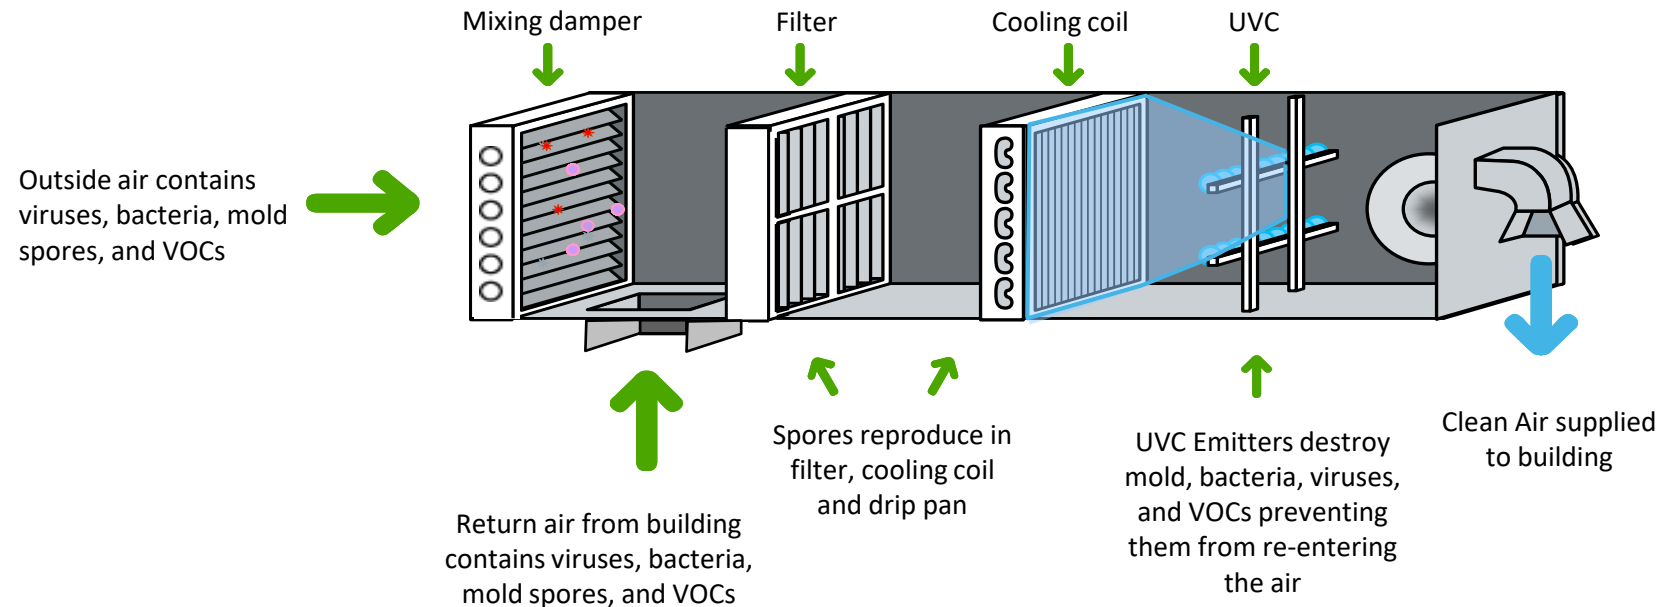 Mixing damper
Filter
Cooling coil
UVC
Outside air contains
viruses, bacteria, mold
spores, and VOCs
Return air from building
contains viruses, bacteria,
mold spores, and VOCs
Spores reproduce in
filter, cooling coil
and drip pan
UVC Emitters destroy
mold, bacteria, viruses,
and VOCs preventing
them from re-entering
the air
Clean Air supplied
to building